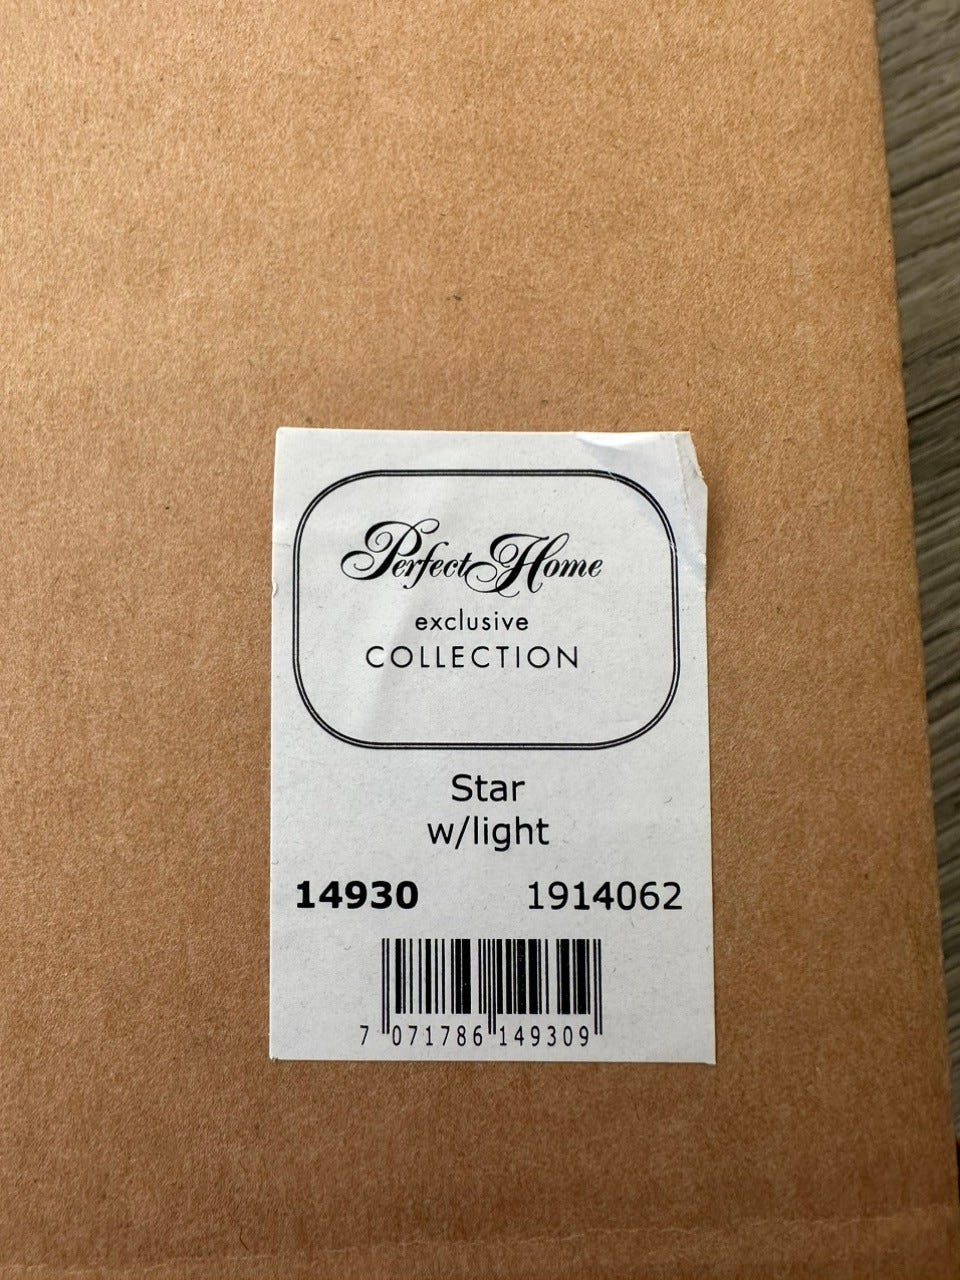 Perfect Home
exclusive
COLLECTION
Star
w/light
14930 1914062
7 071786 149309